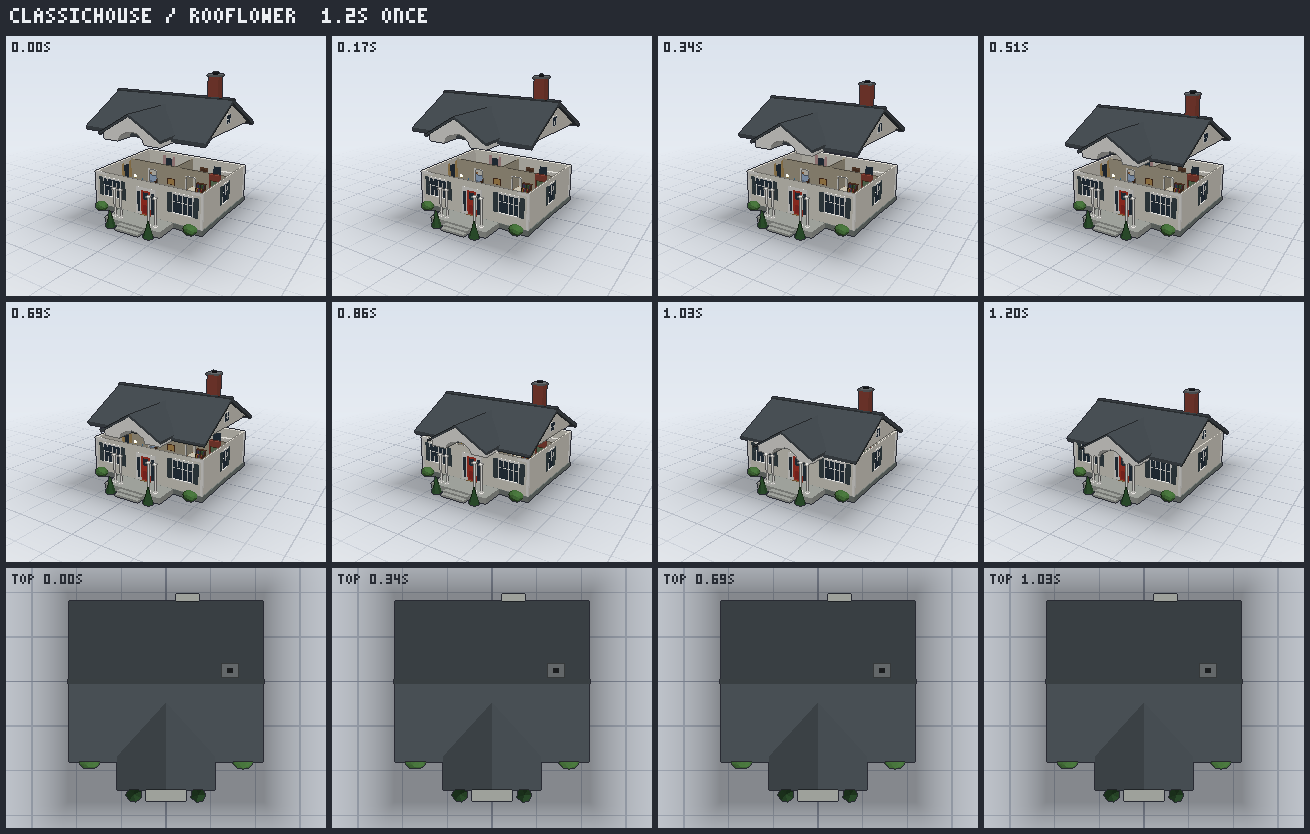 CLASSICHOUSE / ROOFLOWER 1.2S ONCE
0.00S
0.17S
0.34S
0.51S
0.69S
0.86S
1.03S
1.20S
TOP 0.00S
TOP 0.34S
TOP 0.69S
TOP 1.03S